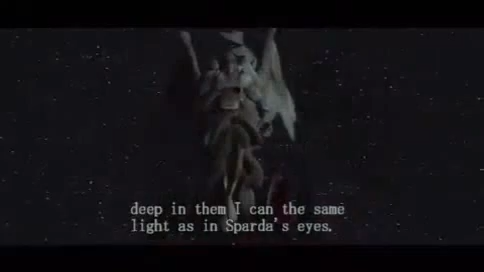 deep in them I can the same
light as in Sparda's eyes.